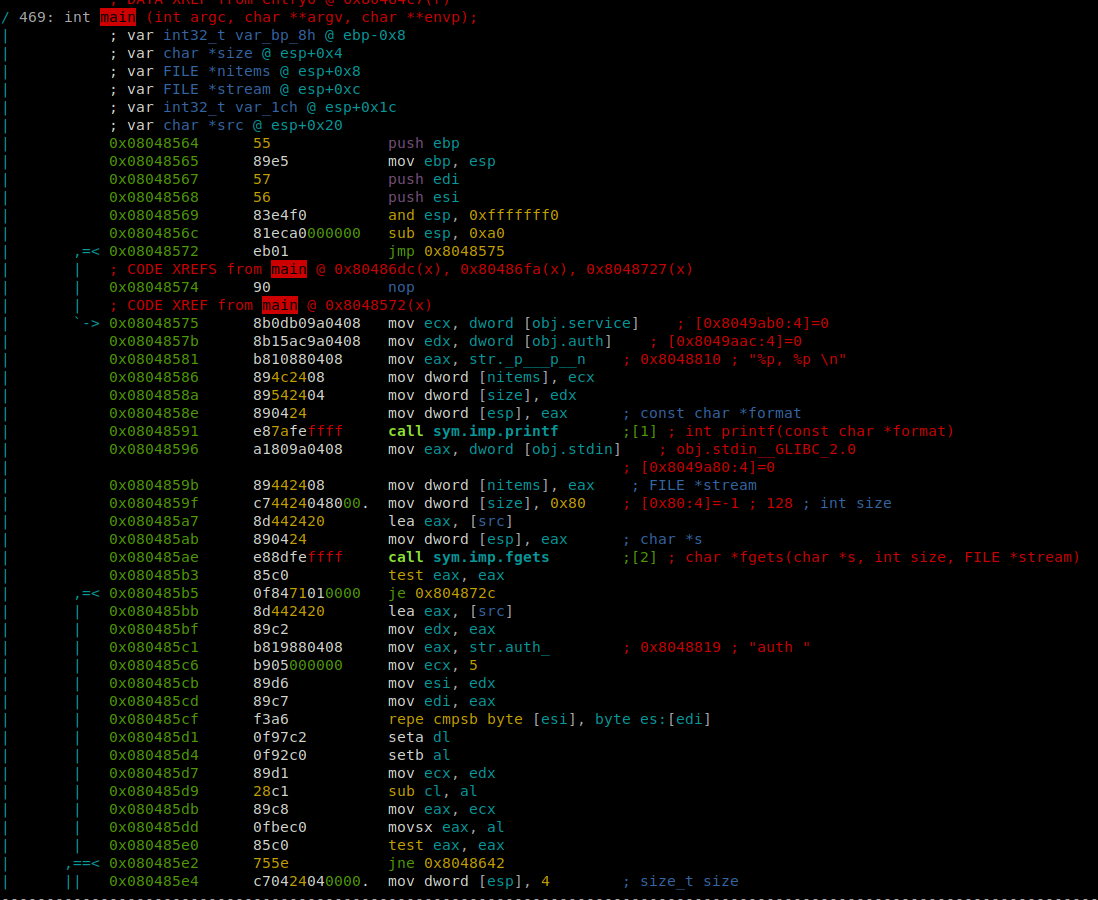 ; DATA XREF from entry0 @ 0x80484c7(r)
/ 469: int main (int argc, char **argv, char **envp);
| ; var int32_t var_bp_8h @ ebp-0x8
| ; var char *size @ esp+0x4
| ; var FILE *nitems @ esp+0x8
| ; var FILE *stream @ esp+0xc
| ; var int32_t var_1ch @ esp+0x1c
| ; var char *src @ esp+0x20
| 0x08048564 55 push ebp
| 0x08048565 89e5 mov ebp, esp
| 0x08048567 57 push edi
| 0x08048568 56 push esi
| 0x08048569 83e4f0 and esp, 0xfffffff0
| 0x0804856c 81eca0000000 sub esp, 0xa0
| ,=< 0x08048572 eb01 jmp 0x8048575
| | ; CODE XREFS from main @ 0x80486dc(x), 0x80486fa(x), 0x8048727(x)
| | 0x08048574 90 nop
| | ; CODE XREF from main @ 0x8048572(x)
| `-> 0x08048575 8b0db09a0408 mov ecx, dword [obj.service] ; [0x8049ab0:4]=0
| 0x0804857b 8b15ac9a0408 mov edx, dword [obj.auth] ; [0x8049aac:4]=0
| 0x08048581 b810880408 mov eax, str._p___p__n ; 0x8048810 ; "%p, %p \n"
| 0x08048586 894c2408 mov dword [nitems], ecx
| 0x0804858a 89542404 mov dword [size], edx
| 0x0804858e 890424 mov dword [esp], eax ; const char *format
| 0x08048591 e87afeffff call sym.imp.printf ;[1] ; int printf(const char *format)
| 0x08048596 a1809a0408 mov eax, dword [obj.stdin] ; obj.stdin__GLIBC_2.0
| ; [0x8049a80:4]=0
| 0x0804859b 89442408 mov dword [nitems], eax ; FILE *stream
| 0x0804859f c74424048000. mov dword [size], 0x80 ; [0x80:4]=-1 ; 128 ; int size
| 0x080485a7 8d442420 lea eax, [src]
| 0x080485ab 890424 mov dword [esp], eax ; char *s
| 0x080485ae e88dfeffff call sym.imp.fgets ;[2] ; char *fgets(char *s, int size, FILE *stream)
| 0x080485b3 85c0 test eax, eax
| ,=< 0x080485b5 0f8471010000 je 0x804872c
| | 0x080485bb 8d442420 lea eax, [src]
| | 0x080485bf 89c2 mov edx, eax
| | 0x080485c1 b819880408 mov eax, str.auth_ ; 0x8048819 ; "auth "
| | 0x080485c6 b905000000 mov ecx, 5
| | 0x080485cb 89d6 mov esi, edx
| | 0x080485cd 89c7 mov edi, eax
| | 0x080485cf f3a6 repe cmpsb byte [esi], byte es:[edi]
| | 0x080485d1 0f97c2 seta dl
| | 0x080485d4 0f92c0 setb al
| | 0x080485d7 89d1 mov ecx, edx
| | 0x080485d9 28c1 sub cl, al
| | 0x080485db 89c8 mov eax, ecx
| | 0x080485dd 0fbec0 movsx eax, al
| | 0x080485e0 85c0 test eax, eax
| ,==< 0x080485e2 755e jne 0x8048642
| || 0x080485e4 c70424040000. mov dword [esp], 4 ; size_t size